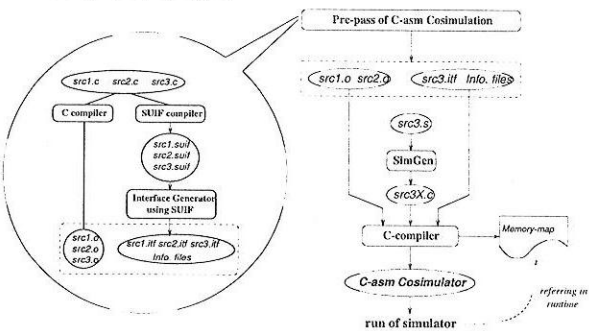 Pre-pass of C-asm Cosimulation
src1.c src2.c src3.c
C compiler
SUIF compiler
src1.suif
src2.suif
src3.suif
Interface Generator
using SUIF
src1.o
src2.o
src3.o
src1.itf src2.itf src3.itf
Info. files
src1.o src2.o
src3.itf Info. files
src3.s
SimGen
src3X.c
C-compiler
Memory-map
C-asm Cosimulator
referring in
runtime
run of simulator